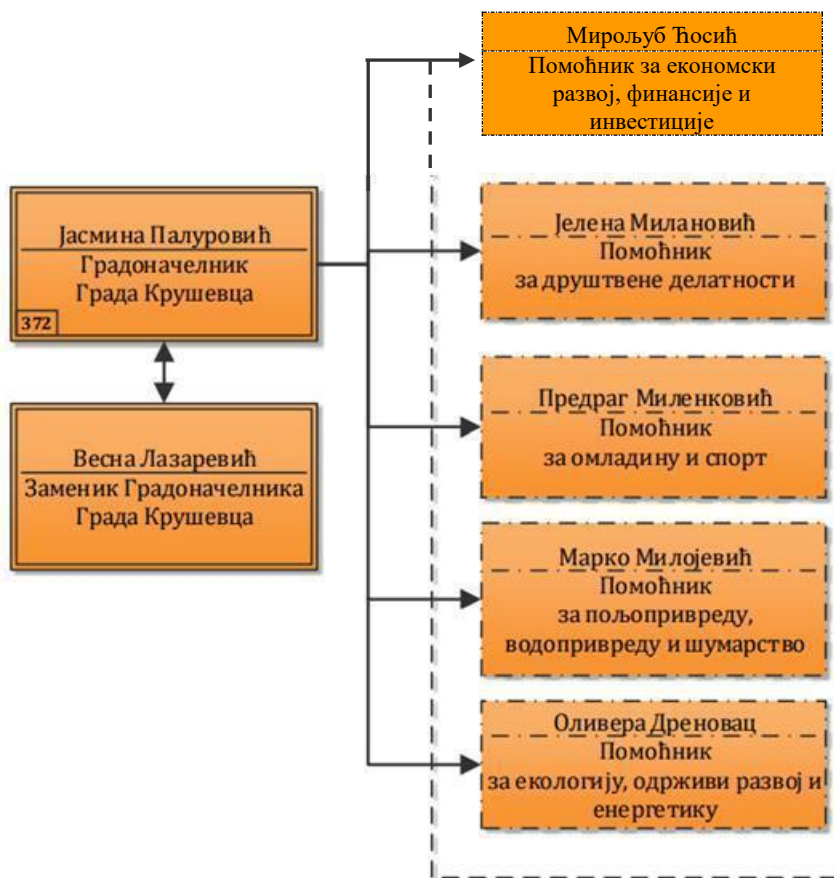 Мирољуб Ћосић
Помоћник за економски
развој, финансије и
инвестиције
Јасмина Палуровић
Градоначелник
Града Крушевца
372
Весна Лазаревић
Заменик Градоначелника
Града Крушевца
Јелена Милановић
Помоћник
за друштвене делатности
Предраг Миленковић
Помоћник
за омладину и спорт
Марко Милојевић
Помоћник
за пољопривреду,
водопривреду и шумарство
Оливера Дреновац
Помоћник
за екологију, одрживи развој и
енергетику